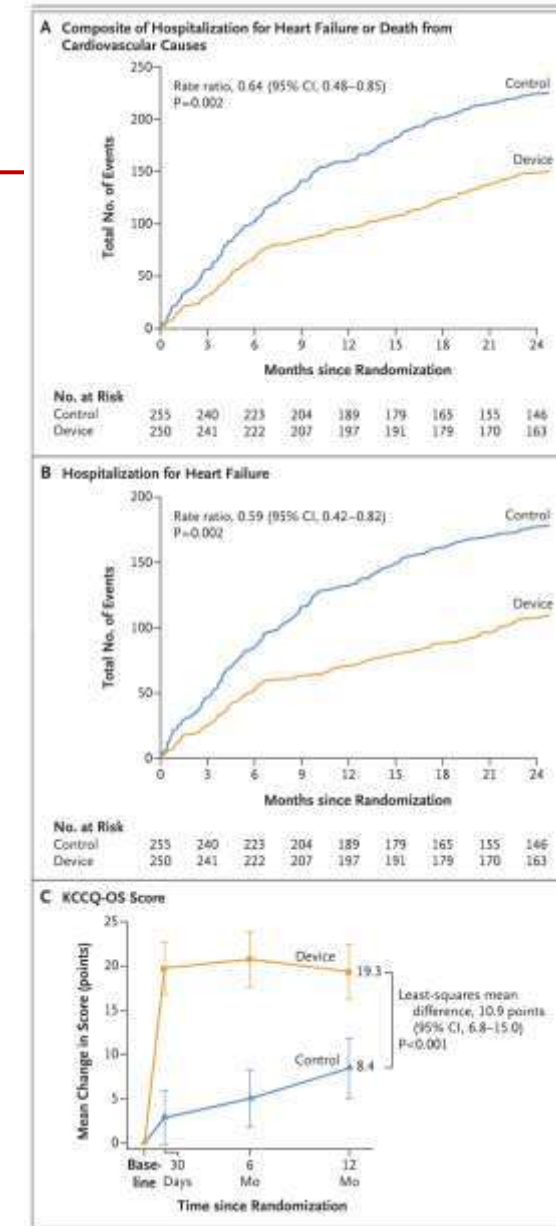 A Composite of Hospitalization for Heart Failure or Death from
Cardiovascular Causes
250
200
150
100
50
0
Total No. of Events
Rate ratio, 0.64 (95% CI, 0.48–0.85)
P=0.002
Control
Device
0 3 6 9 12 15 18 21 24
Months since Randomization
No. at Risk
Control 255 240 223 204 189 179 165 155 146
Device 250 241 222 207 197 191 179 170 163
B Hospitalization for Heart Failure
200
150
100
50
0
Total No. of Events
Rate ratio, 0.59 (95% CI, 0.42–0.82)
P=0.002
Control
Device
0 3 6 9 12 15 18 21 24
Months since Randomization
No. at Risk
Control 255 240 223 204 189 179 165 155 146
Device 250 241 222 207 197 191 179 170 163
C KCCQ-OS Score
25
20
15
10
5
0
Mean Change in Score (points)
Device
19.3
Least-squares mean
difference, 10.9 points
(95% CI, 6.8–15.0)
P<0.001
Control
8.4
Base- 30 6 12
line Days Mo Mo
Time since Randomization